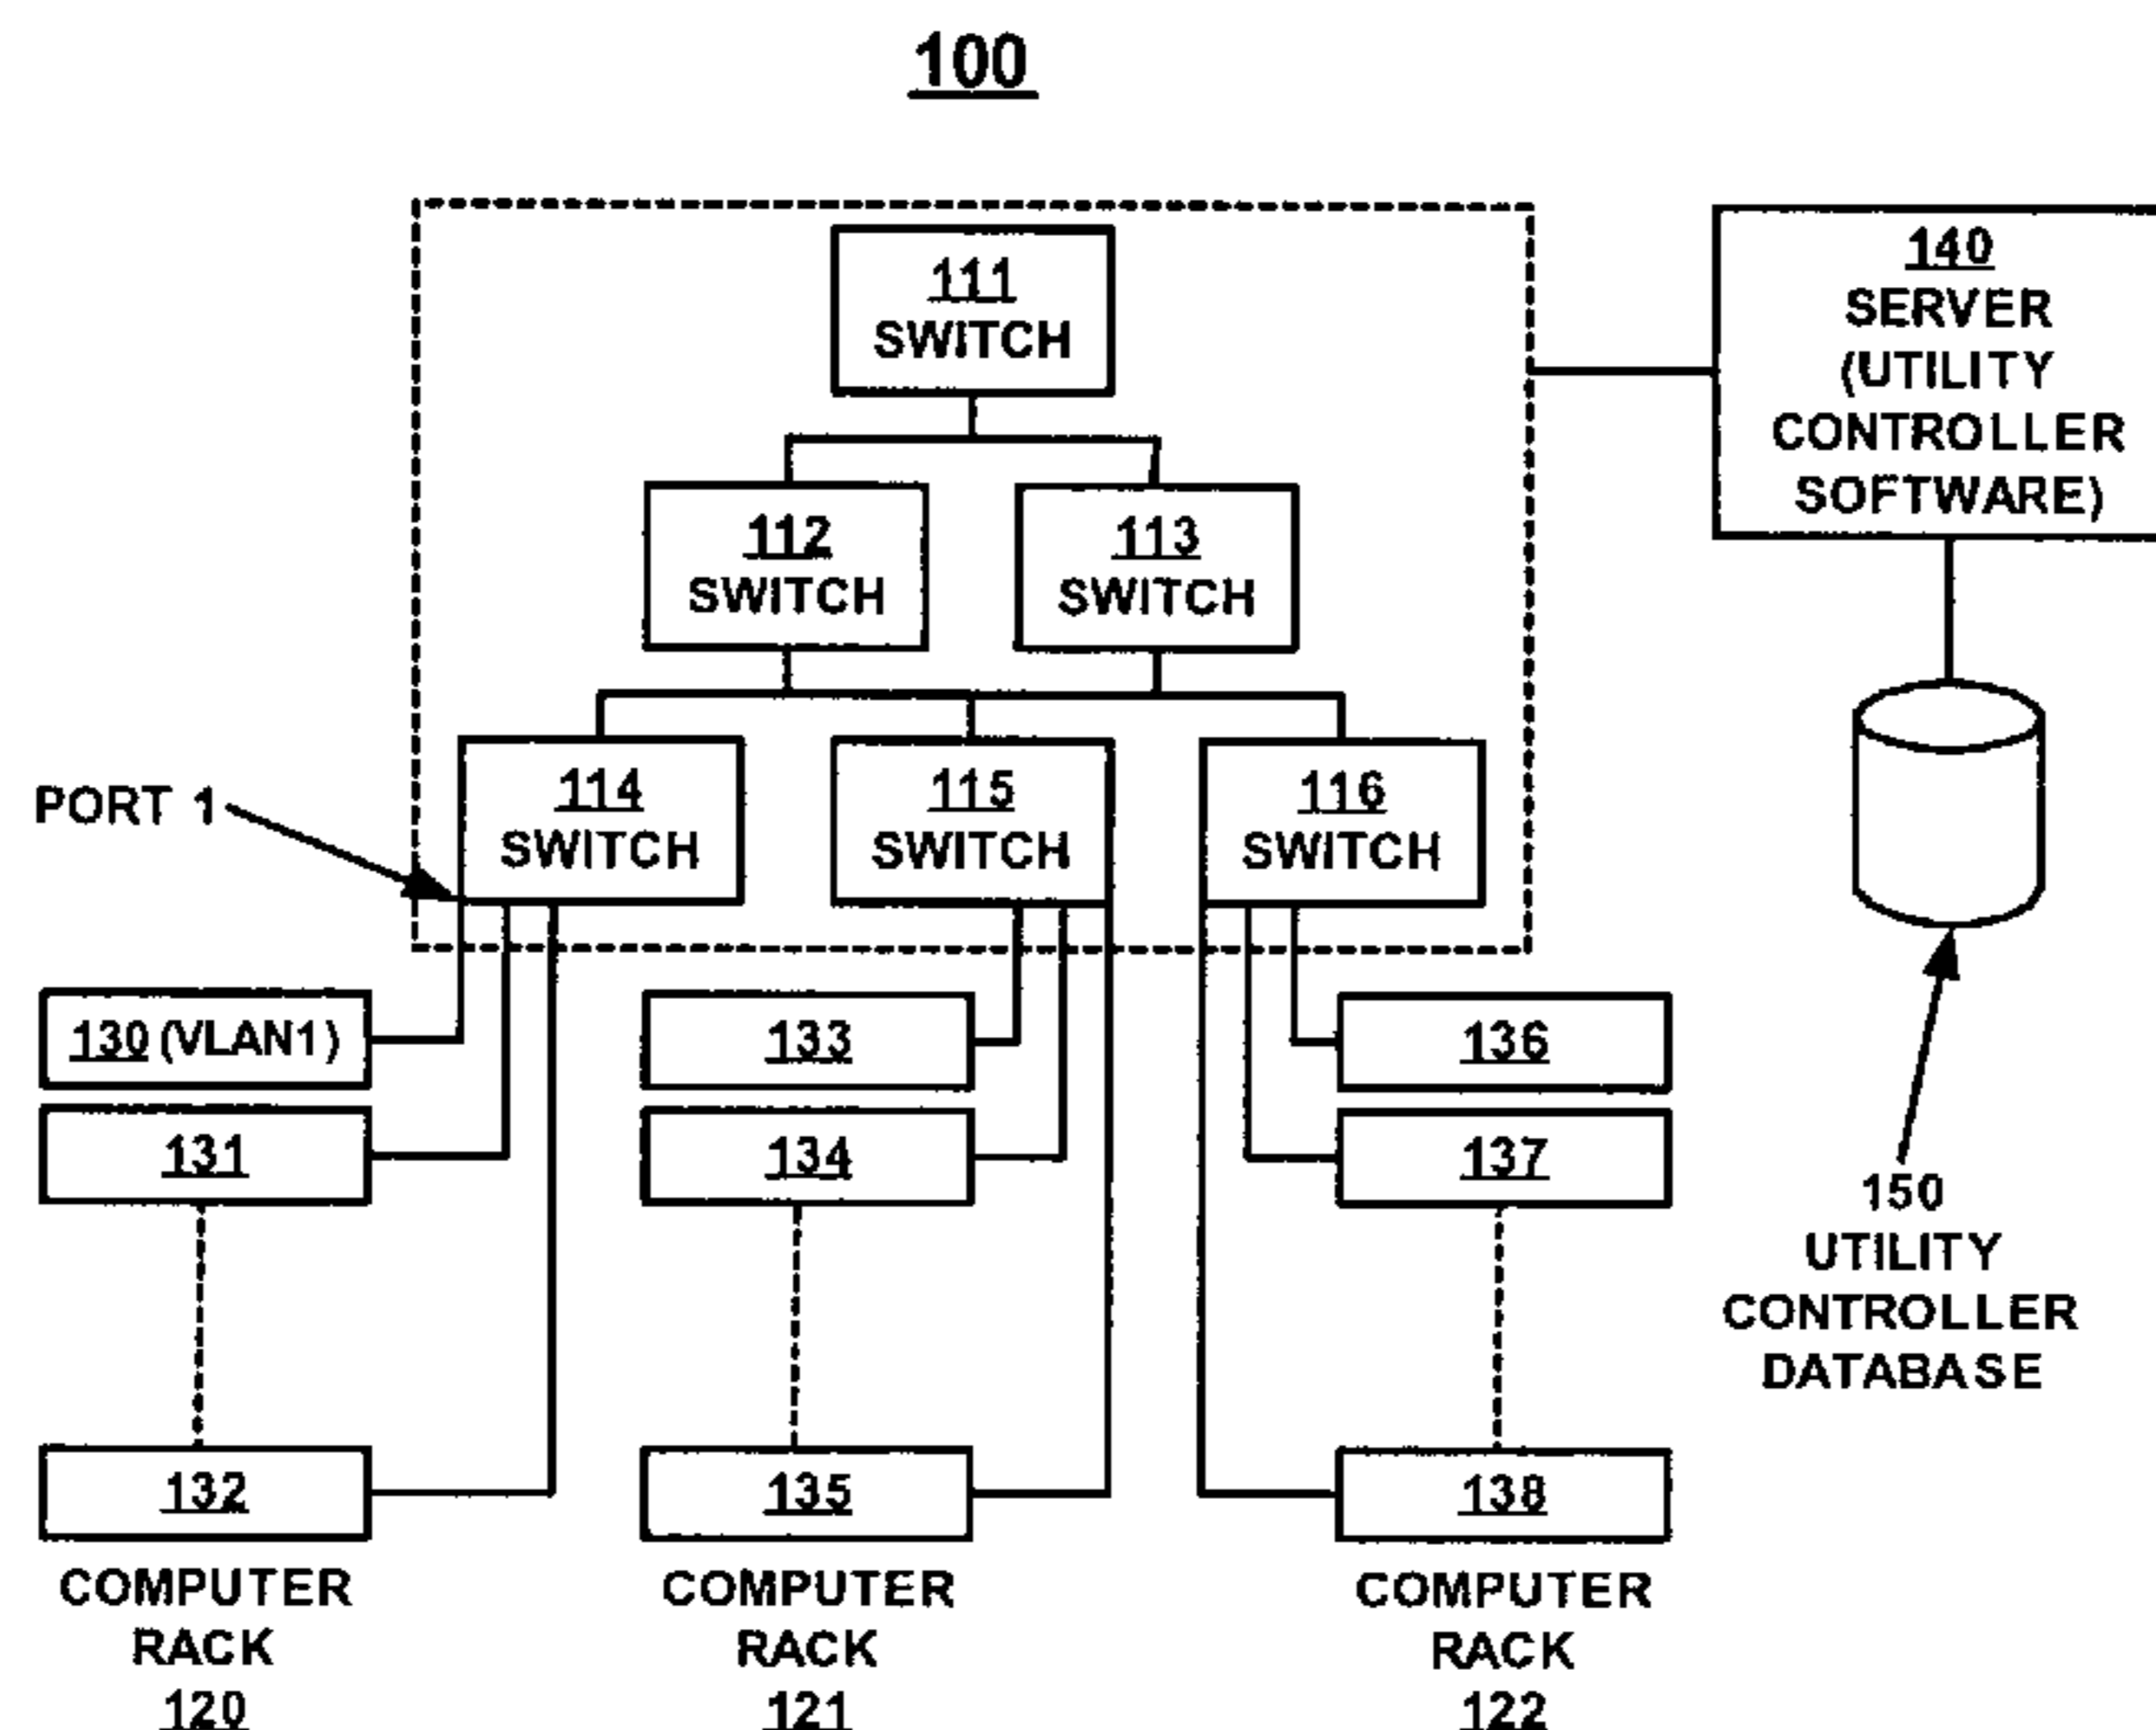 100
111
SWITCH
140
SERVER
(UTILITY
CONTROLLER
SOFTWARE)
112
SWITCH
113
SWITCH
PORT 1
114
SWITCH
115
SWITCH
116
SWITCH
130 (VLAN1)
133
136
131
134
137
150
UTILITY
CONTROLLER
DATABASE
132
135
138
COMPUTER
RACK
120
COMPUTER
RACK
121
COMPUTER
RACK
122